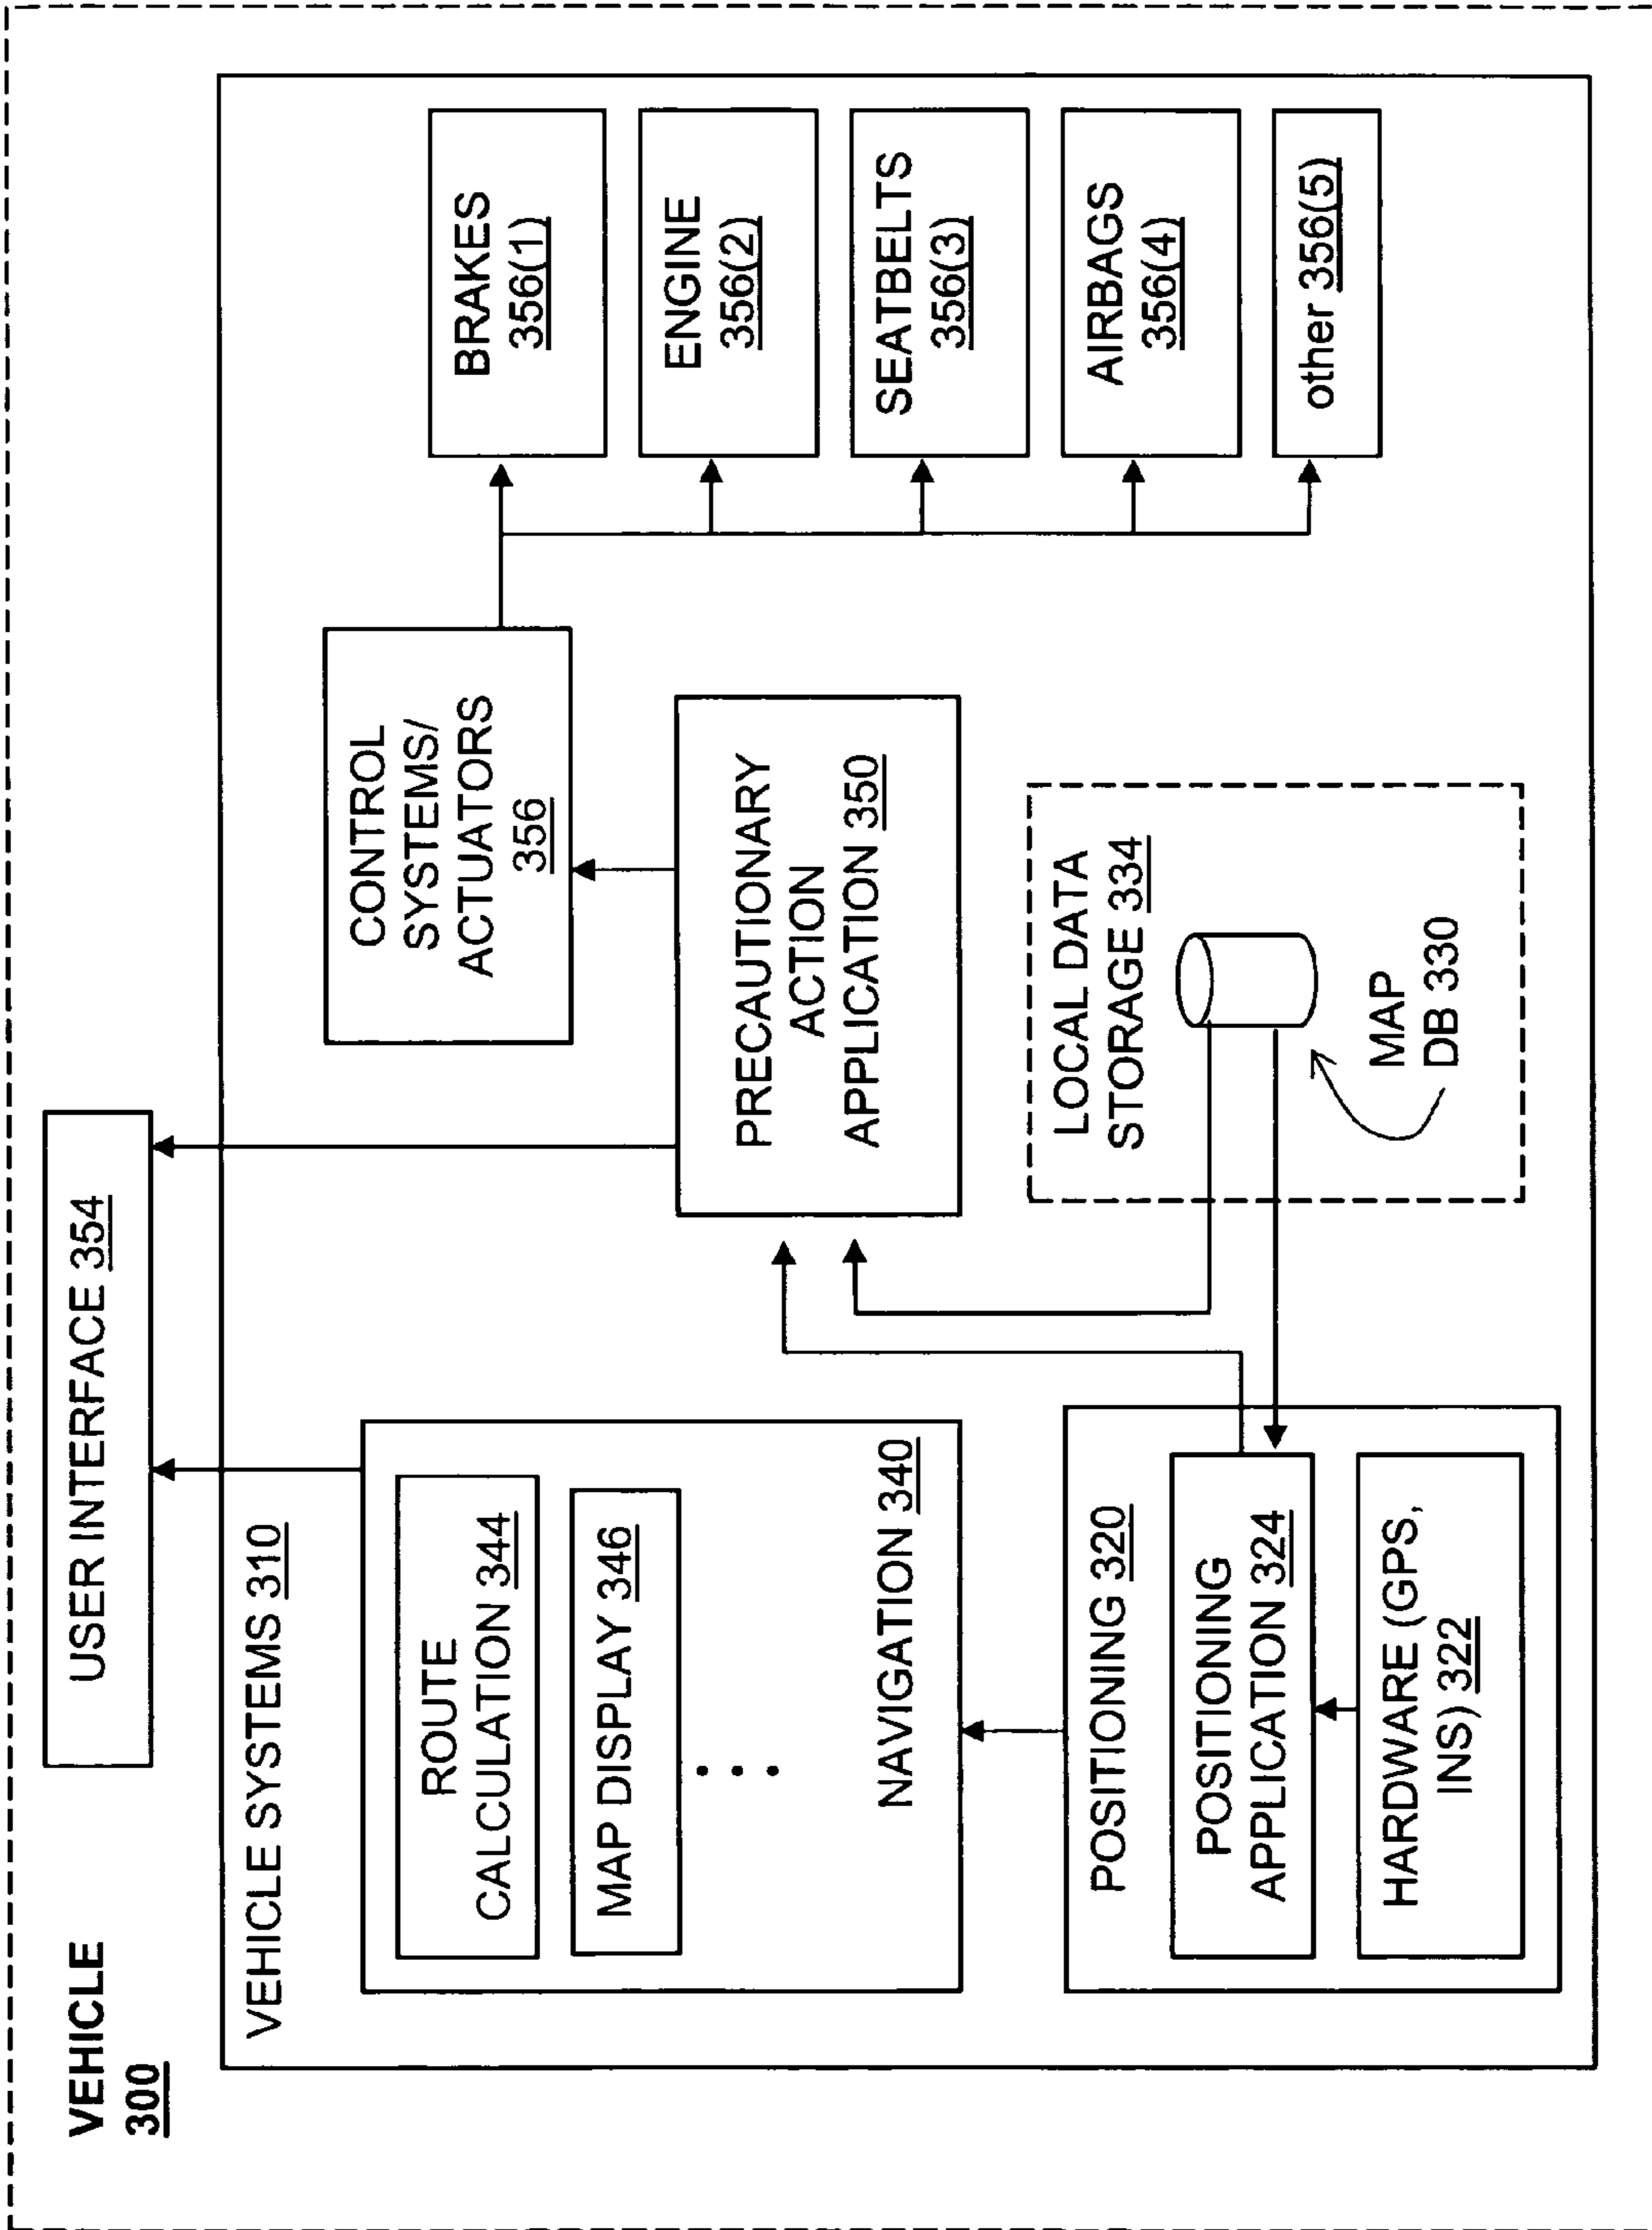 VEHICLE
300
USER INTERFACE 354
VEHICLE SYSTEMS 310
ROUTE
CALCULATION 344
MAP DISPLAY 346
NAVIGATION 340
POSITIONING 320
POSITIONING
APPLICATION 324
HARDWARE (GPS,
INS) 322
CONTROL
SYSTEMS/
ACTUATORS
356
PRECAUTIONARY
ACTION
APPLICATION 350
LOCAL DATA
STORAGE 334
MAP
DB 330
BRAKES
356(1)
ENGINE
356(2)
SEATBELTS
356(3)
AIRBAGS
356(4)
other 356(5)